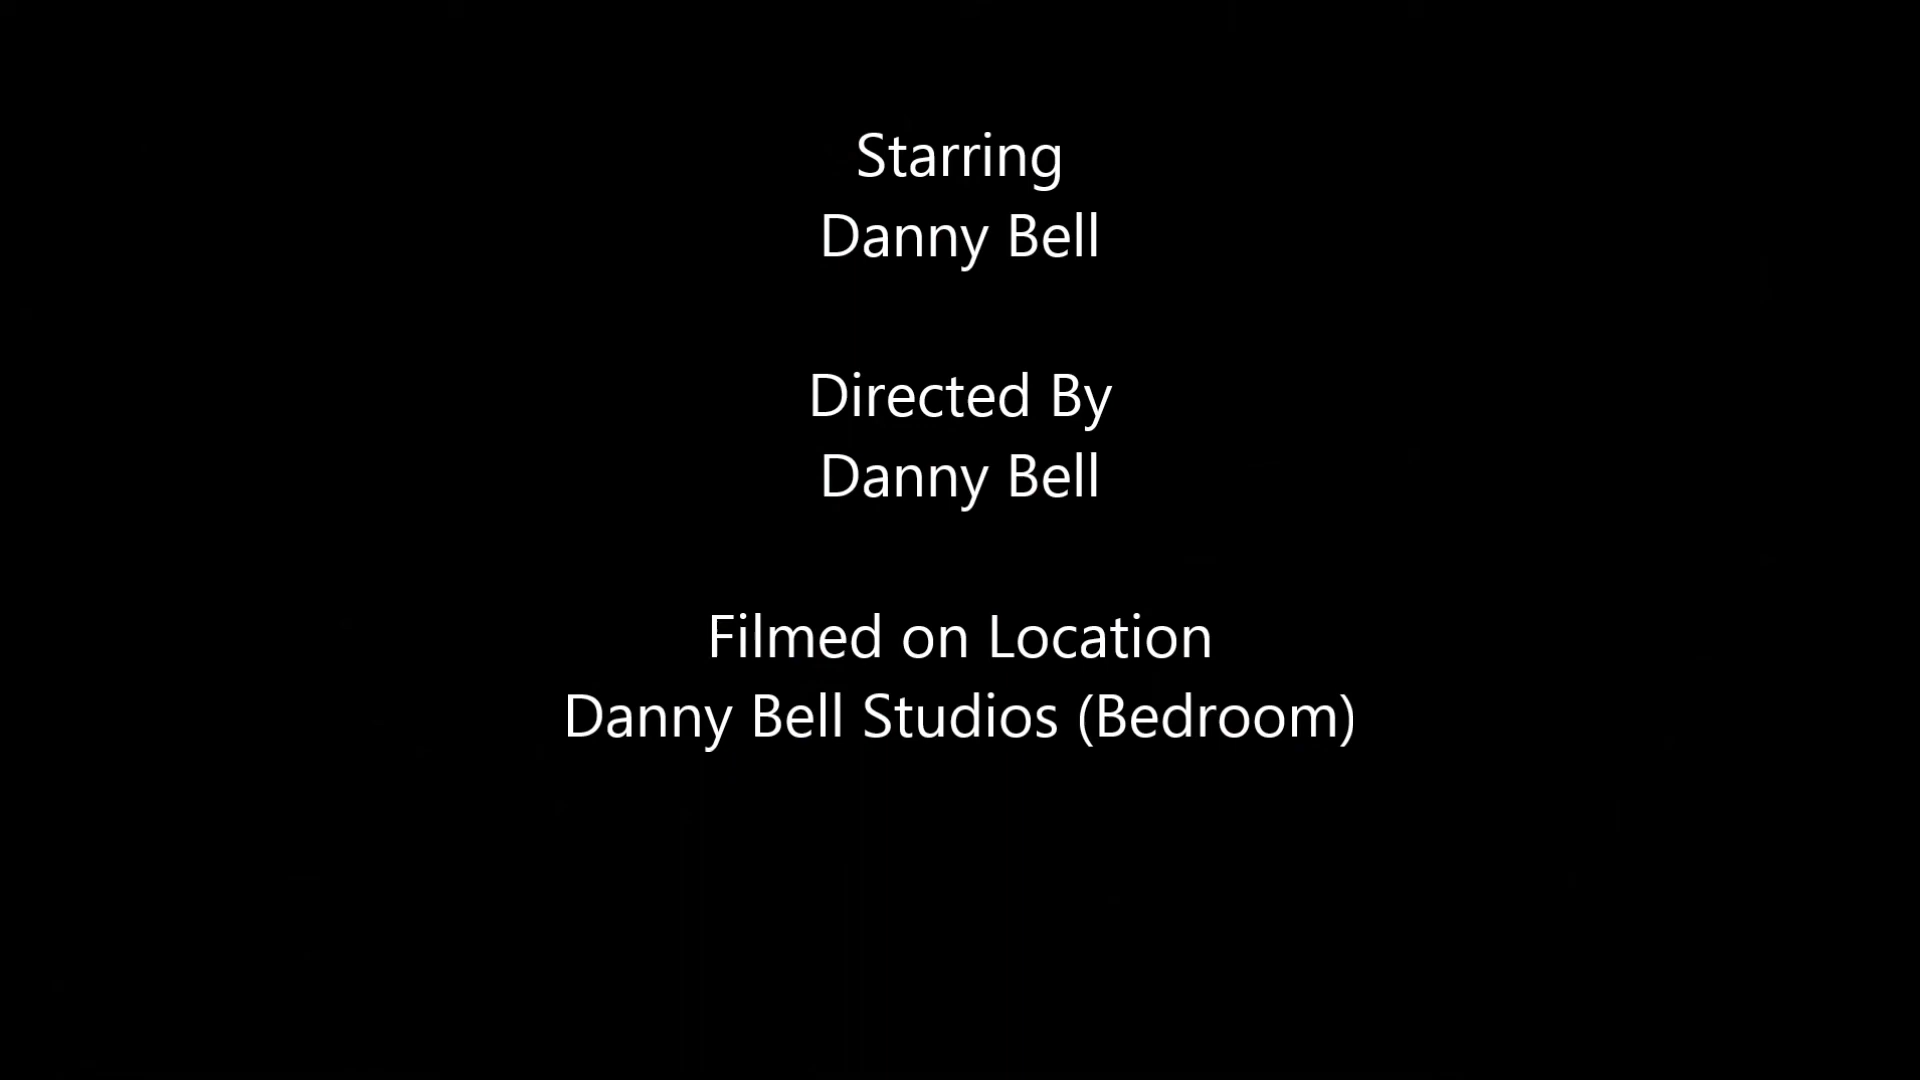 Starring
Danny Bell
Directed By
Danny Bell
Filmed on Location
Danny Bell Studios (Bedroom)